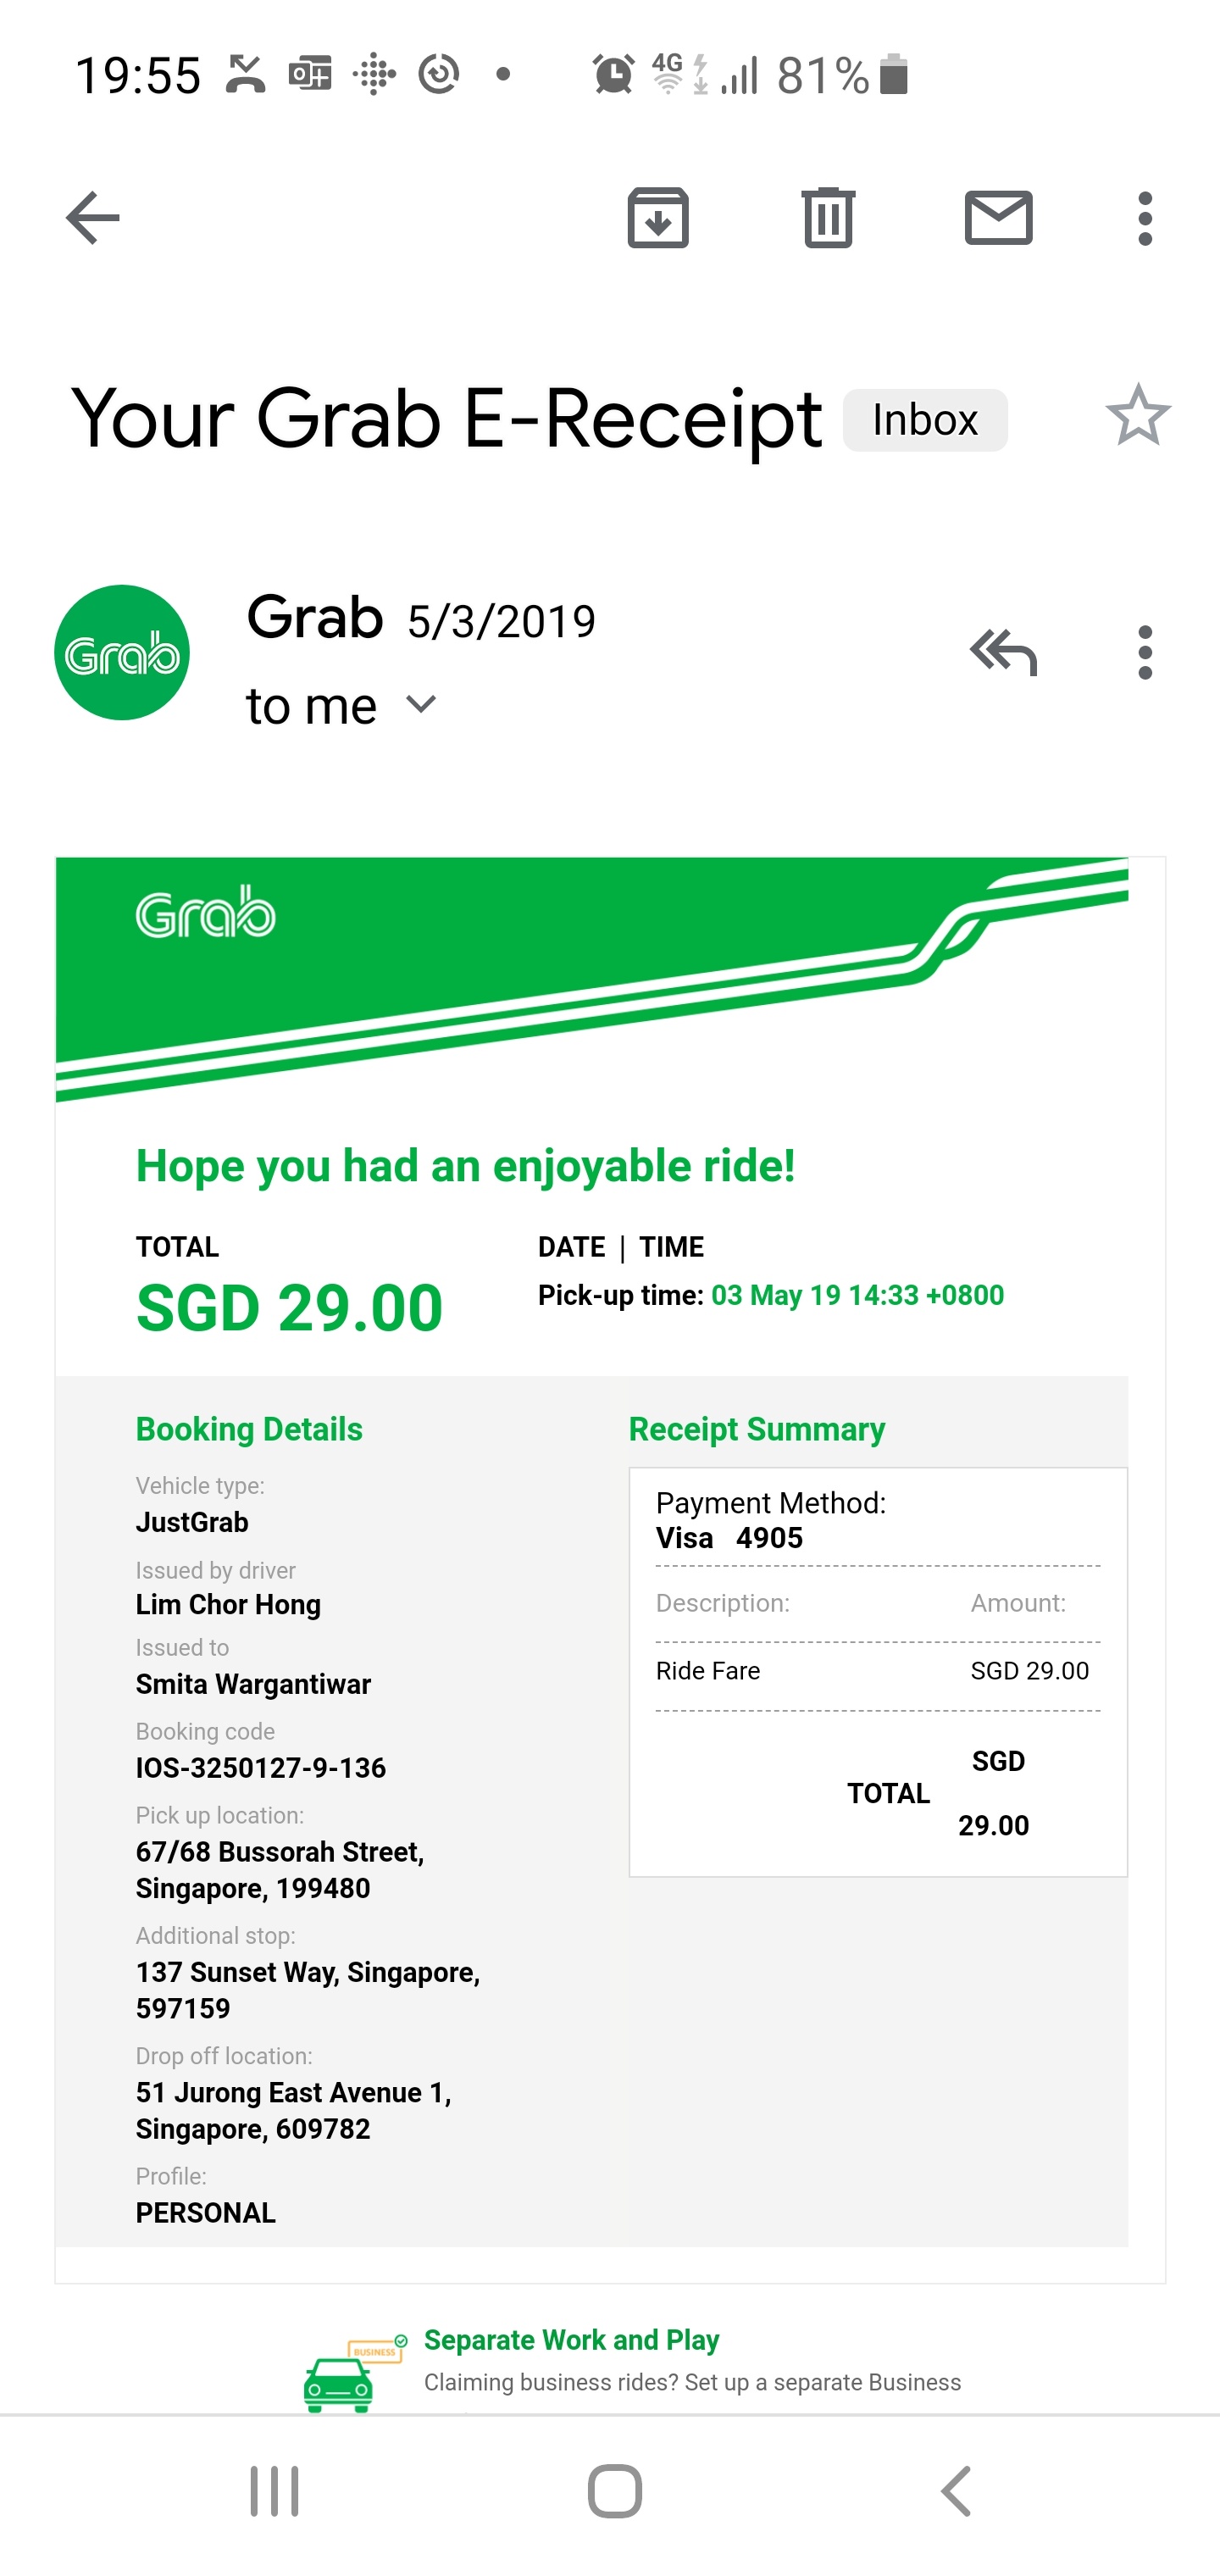 19:55
4G
81%
Your Grab E-Receipt Inbox
Grab
Grab 5/3/2019
to me
Grab
Hope you had an enjoyable ride!
TOTAL
SGD 29.00
DATE | TIME
Pick-up time: 03 May 19 14:33 +0800
Booking Details
Vehicle type:
JustGrab
Issued by driver
Lim Chor Hong
Issued to
Smita Wargantiwar
Booking code
IOS-3250127-9-136
Pick up location:
67/68 Bussorah Street,
Singapore, 199480
Additional stop:
137 Sunset Way, Singapore,
597159
Drop off location:
51 Jurong East Avenue 1,
Singapore, 609782
Profile:
PERSONAL
Receipt Summary
Payment Method:
Visa 4905
Description: Amount:
Ride Fare SGD 29.00
TOTAL SGD
29.00
BUSINESS
Separate Work and Play
Claiming business rides? Set up a separate Business